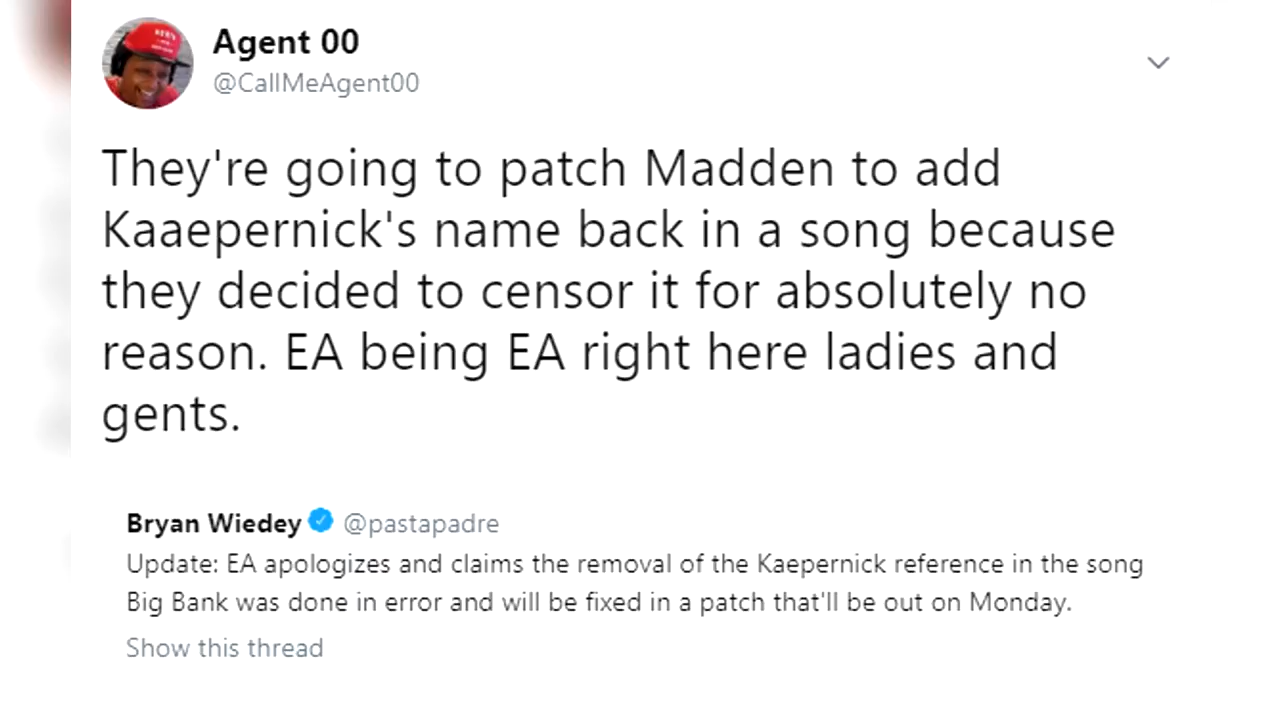 Agent 00
@CallMeAgent00
They're going to patch Madden to add
Kaaepernick's name back in a song because
they decided to censor it for absolutely no
reason. EA being EA right here ladies and
gents.
Bryan Wiedey @pastapadre
Update: EA apologizes and claims the removal of the Kaepernick reference in the song
Big Bank was done in error and will be fixed in a patch that'll be out on Monday.
Show this thread